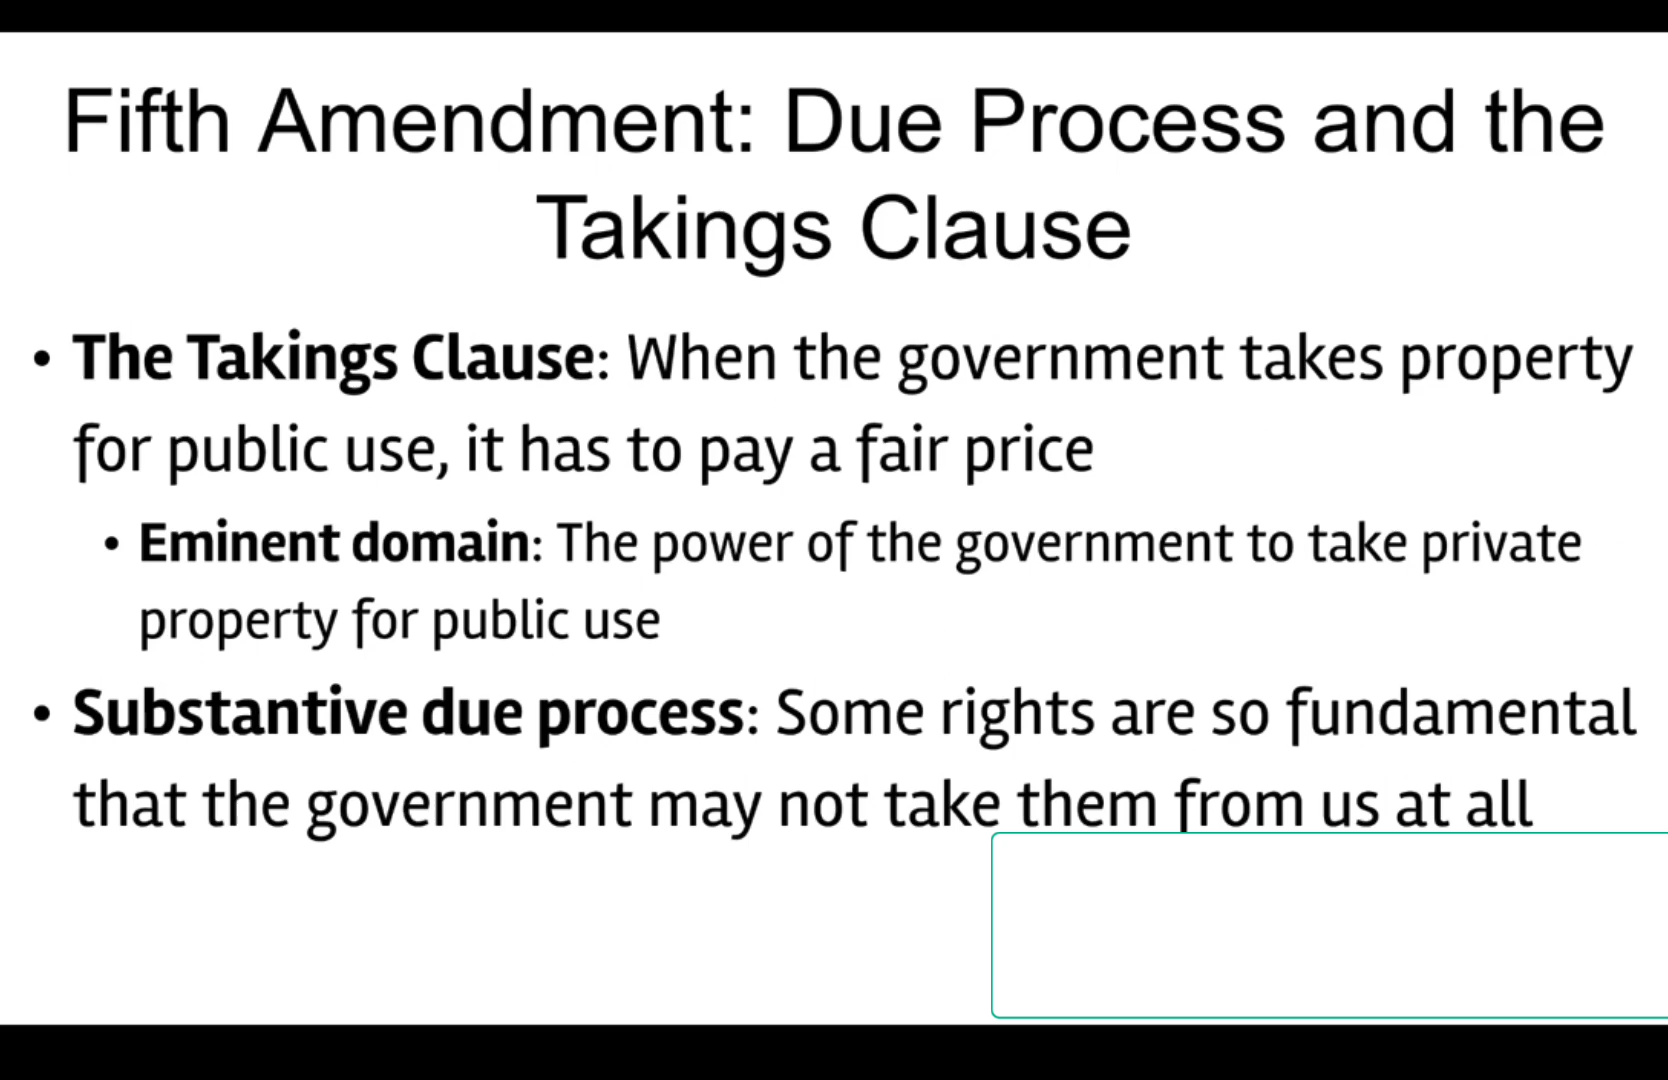 Fifth Amendment: Due Process and the
Takings Clause
• The Takings Clause: When the government takes property
for public use, it has to pay a fair price
• Eminent domain: The power of the government to take private
property for public use
• Substantive due process: Some rights are so fundamental
that the government may not take them from us at all